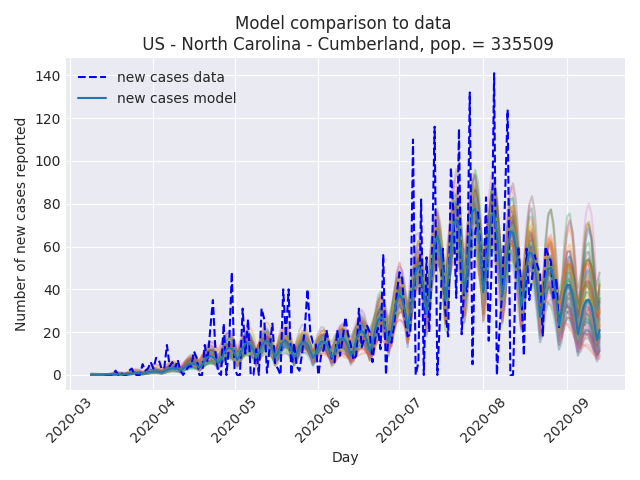 Model comparison to data
US - North Carolina - Cumberland, pop. = 335509
new cases data
new cases model
Number of new cases reported
140
120
100
80
60
40
20
0
2020-03
2020-04
2020-05
2020-06
2020-07
2020-08
2020-09
Day